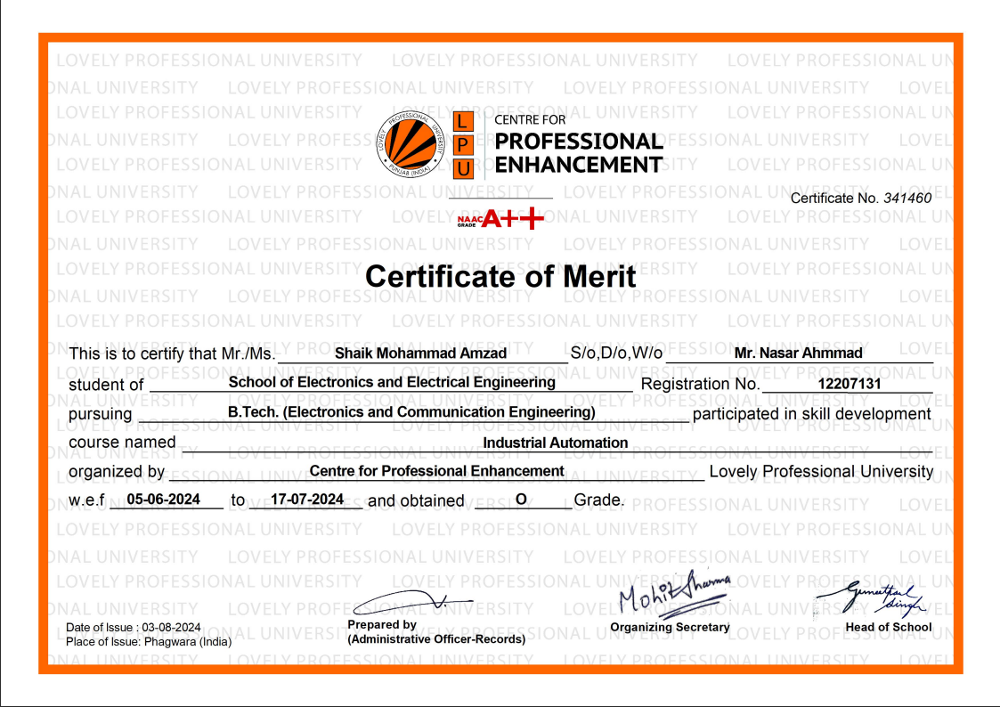 LOVELY PROFESSIONAL UNIVERSITY
PUNJAB (INDIA)
L
P
U
CENTRE FOR
PROFESSIONAL
ENHANCEMENT
Certificate No. 341460
NAAC
GRADE
A++
Certificate of Merit
This is to certify that Mr./Ms. Shaik Mohammad Amzad S/o,D/o,W/o Mr. Nasar Ahmmad
student of School of Electronics and Electrical Engineering Registration No. 12207131
pursuing B.Tech. (Electronics and Communication Engineering) participated in skill development
course named Industrial Automation
organized by Centre for Professional Enhancement Lovely Professional University
w.e.f 05-06-2024 to 17-07-2024 and obtained O Grade.
Mohit Sharma
Date of Issue : 03-08-2024
Place of Issue: Phagwara (India)
Prepared by
(Administrative Officer-Records)
Organizing Secretary
Singh
Head of School